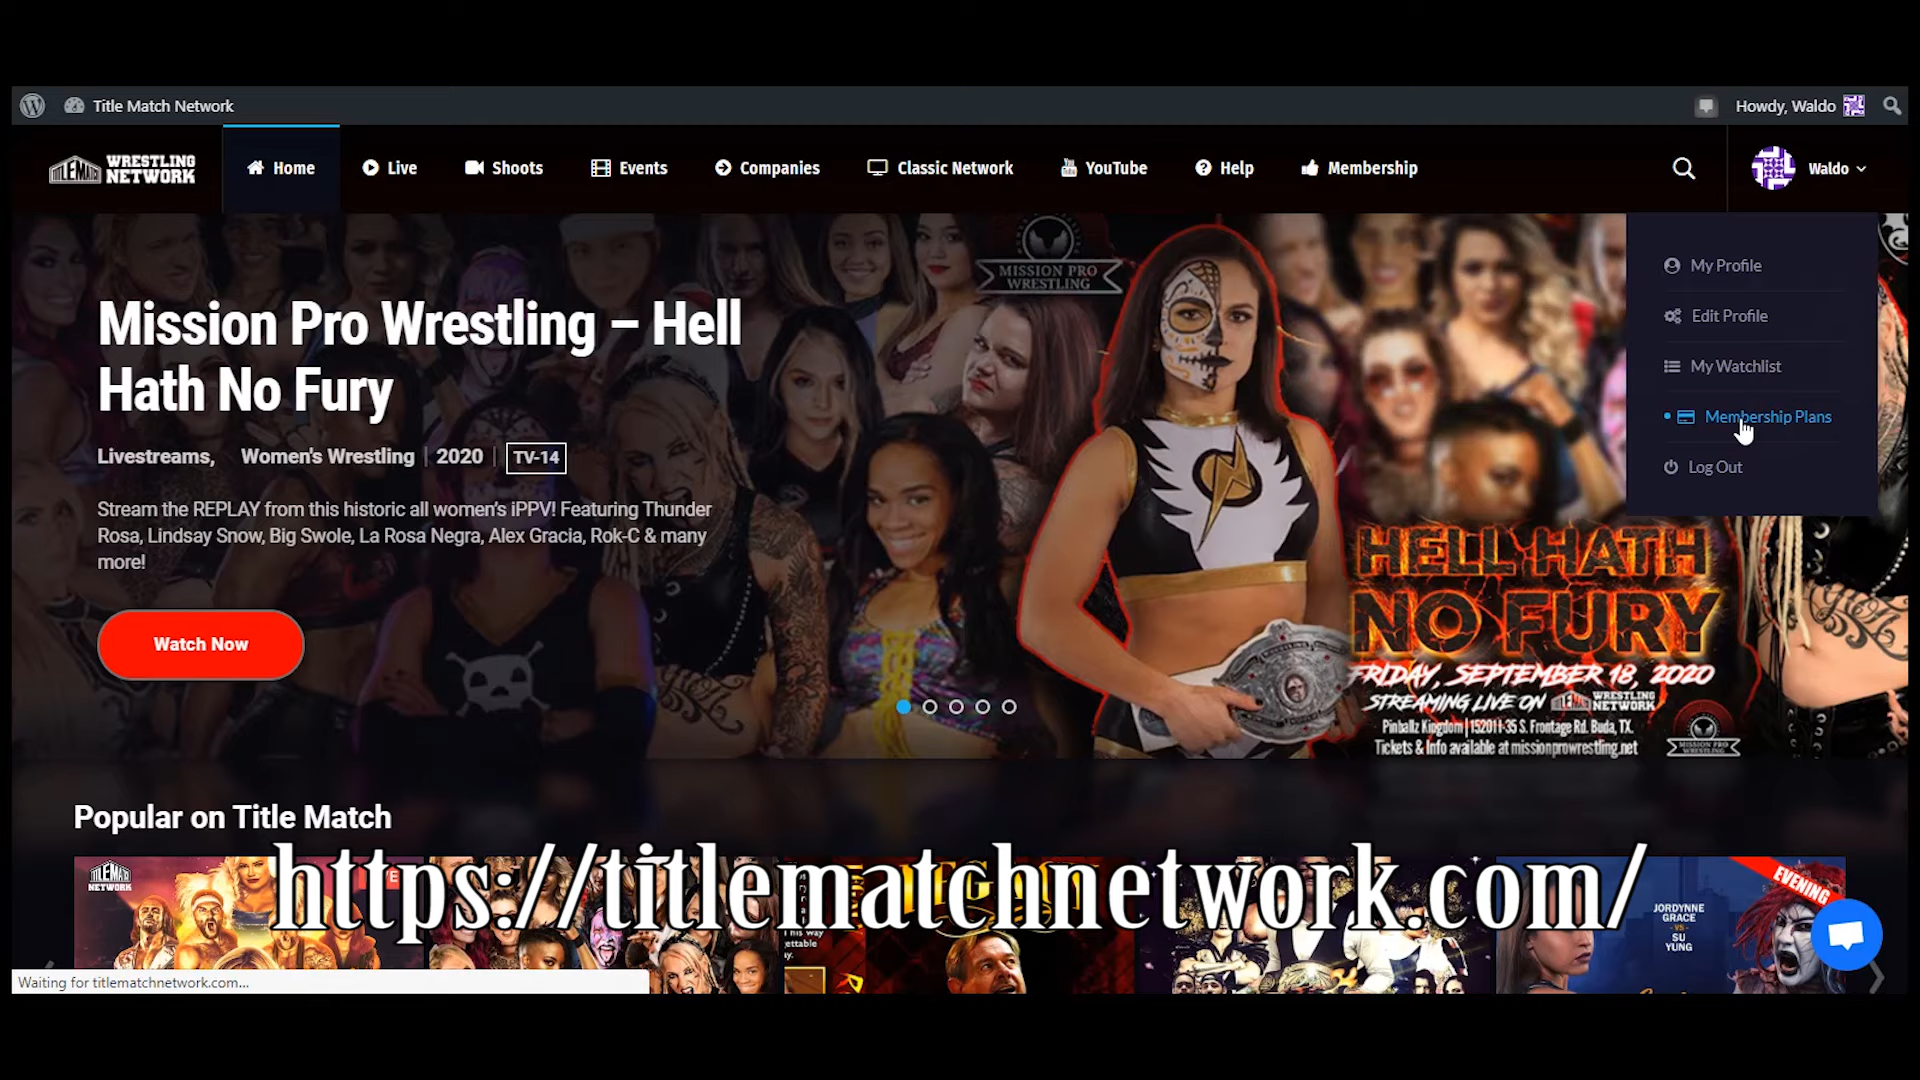 Title Match Network
Howdy, Waldo
TITLEMATCH WRESTLING NETWORK
Home
Live
Shoots
Events
Companies
Classic Network
YouTube
Help
Membership
Waldo
My Profile
Edit Profile
My Watchlist
Membership Plans
Log Out
MISSION PRO
WRESTLING
Mission Pro Wrestling – Hell
Hath No Fury
Livestreams, Women's Wrestling | 2020 | TV-14
Stream the REPLAY from this historic all women's iPPV! Featuring Thunder
Rosa, Lindsay Snow, Big Swole, La Rosa Negra, Alex Gracia, Rok-C & many
more!
Watch Now
HELL HATH
NO FURY
FRIDAY, SEPTEMBER 18, 2020
STREAMING LIVE ON WRESTLING NETWORK
Pinballz Kingdom | 15201 I-35 S. Frontage Rd. Buda, TX.
Tickets & Info available at missionprowrestling.net
MISSION PRO
Popular on Title Match
NETWORK
https://titlematchnetwork.com/
EVENING
JORDYNNE
GRACE
-VS-
SU
YUNG
Waiting for titlematchnetwork.com...